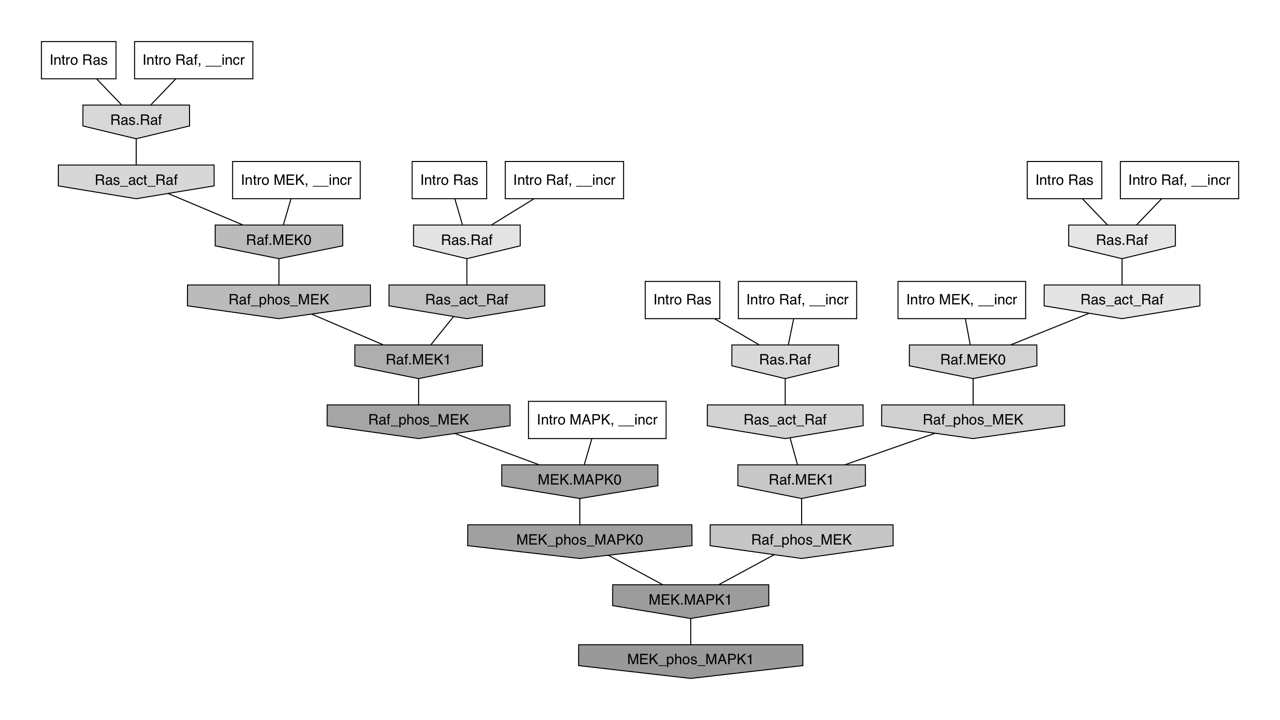 Intro Ras
Intro Raf, __incr
Ras.Raf
Ras_act_Raf
Intro MEK, __incr
Intro Ras
Intro Raf, __incr
Intro Ras
Intro Raf, __incr
Raf.MEK0
Ras.Raf
Ras.Raf
Raf_phos_MEK
Ras_act_Raf
Intro Ras
Intro Raf, __incr
Intro MEK, __incr
Ras_act_Raf
Raf.MEK1
Ras.Raf
Raf.MEK0
Raf_phos_MEK
Intro MAPK, __incr
Ras_act_Raf
Raf_phos_MEK
MEK.MAPK0
Raf.MEK1
MEK_phos_MAPK0
Raf_phos_MEK
MEK.MAPK1
MEK_phos_MAPK1